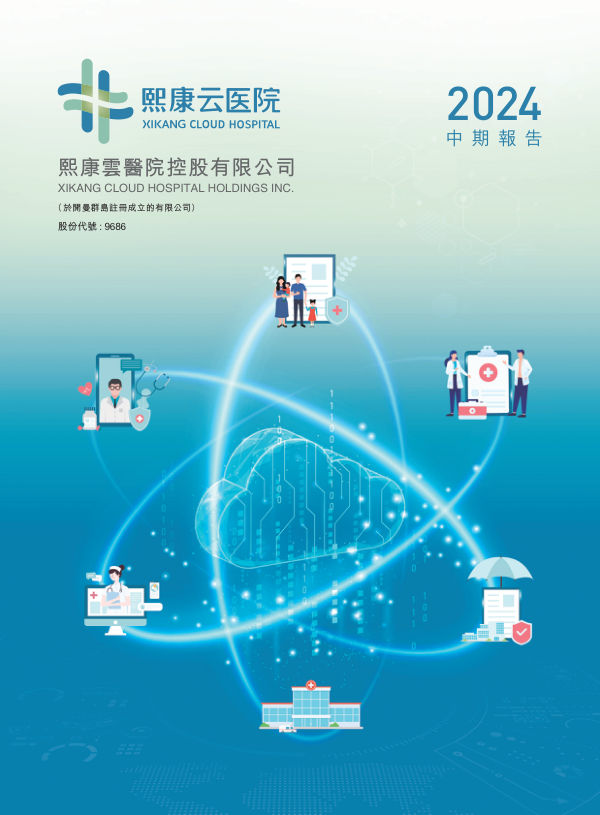 熙康云医院
XIKANG CLOUD HOSPITAL
2024
中期報告
熙康雲醫院控股有限公司
XIKANG CLOUD HOSPITAL HOLDINGS INC.
（於開曼群島註冊成立的有限公司）
股份代號 : 9686